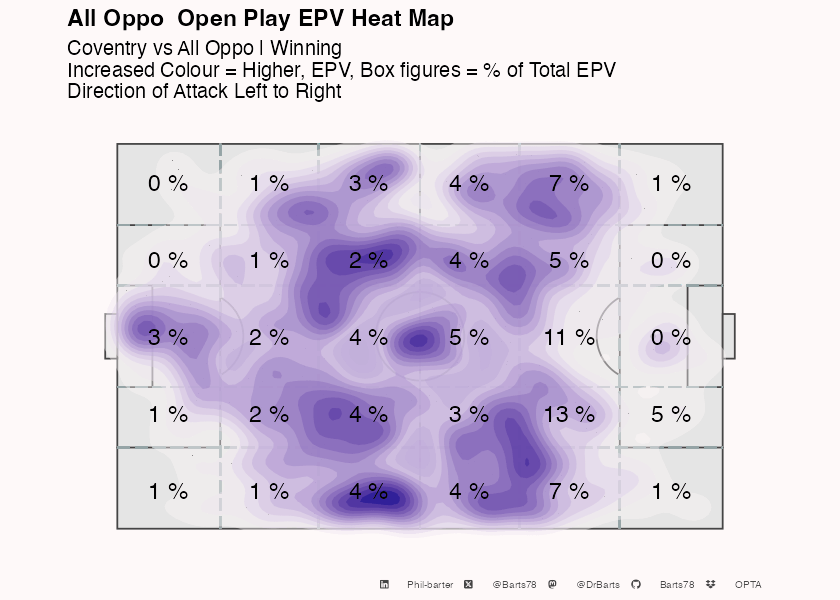 All Oppo  Open Play EPV Heat Map
Coventry vs All Oppo | Winning
Increased Colour = Higher, EPV, Box figures = % of Total EPV
Direction of Attack Left to Right
0 % 1 % 3 % 4 % 7 % 1 %
0 % 1 % 2 % 4 % 5 % 0 %
3 % 2 % 4 % 5 % 11 % 0 %
1 % 2 % 4 % 3 % 13 % 5 %
1 % 1 % 4 % 4 % 7 % 1 %
Phil-barter @Barts78 @DrBarts Barts78 OPTA